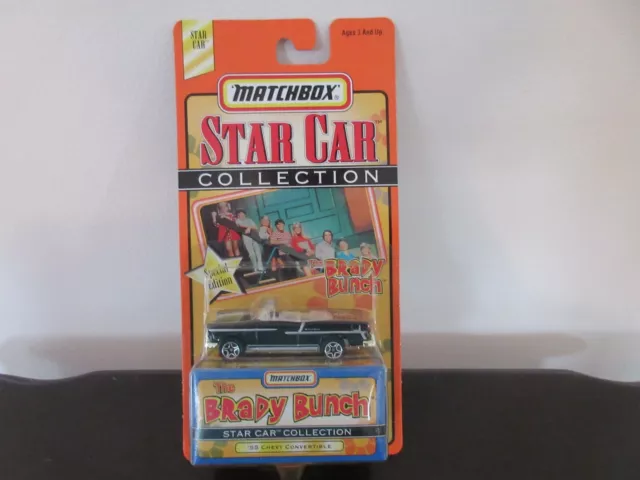 STAR
CAR
Ages 3 And Up
MATCHBOX
STAR CAR
COLLECTION
Special
Edition
BRADY
BUNCH
MATCHBOX
The
BRADY BUNCH
STAR CAR COLLECTION
'55 CHEVY CONVERTIBLE